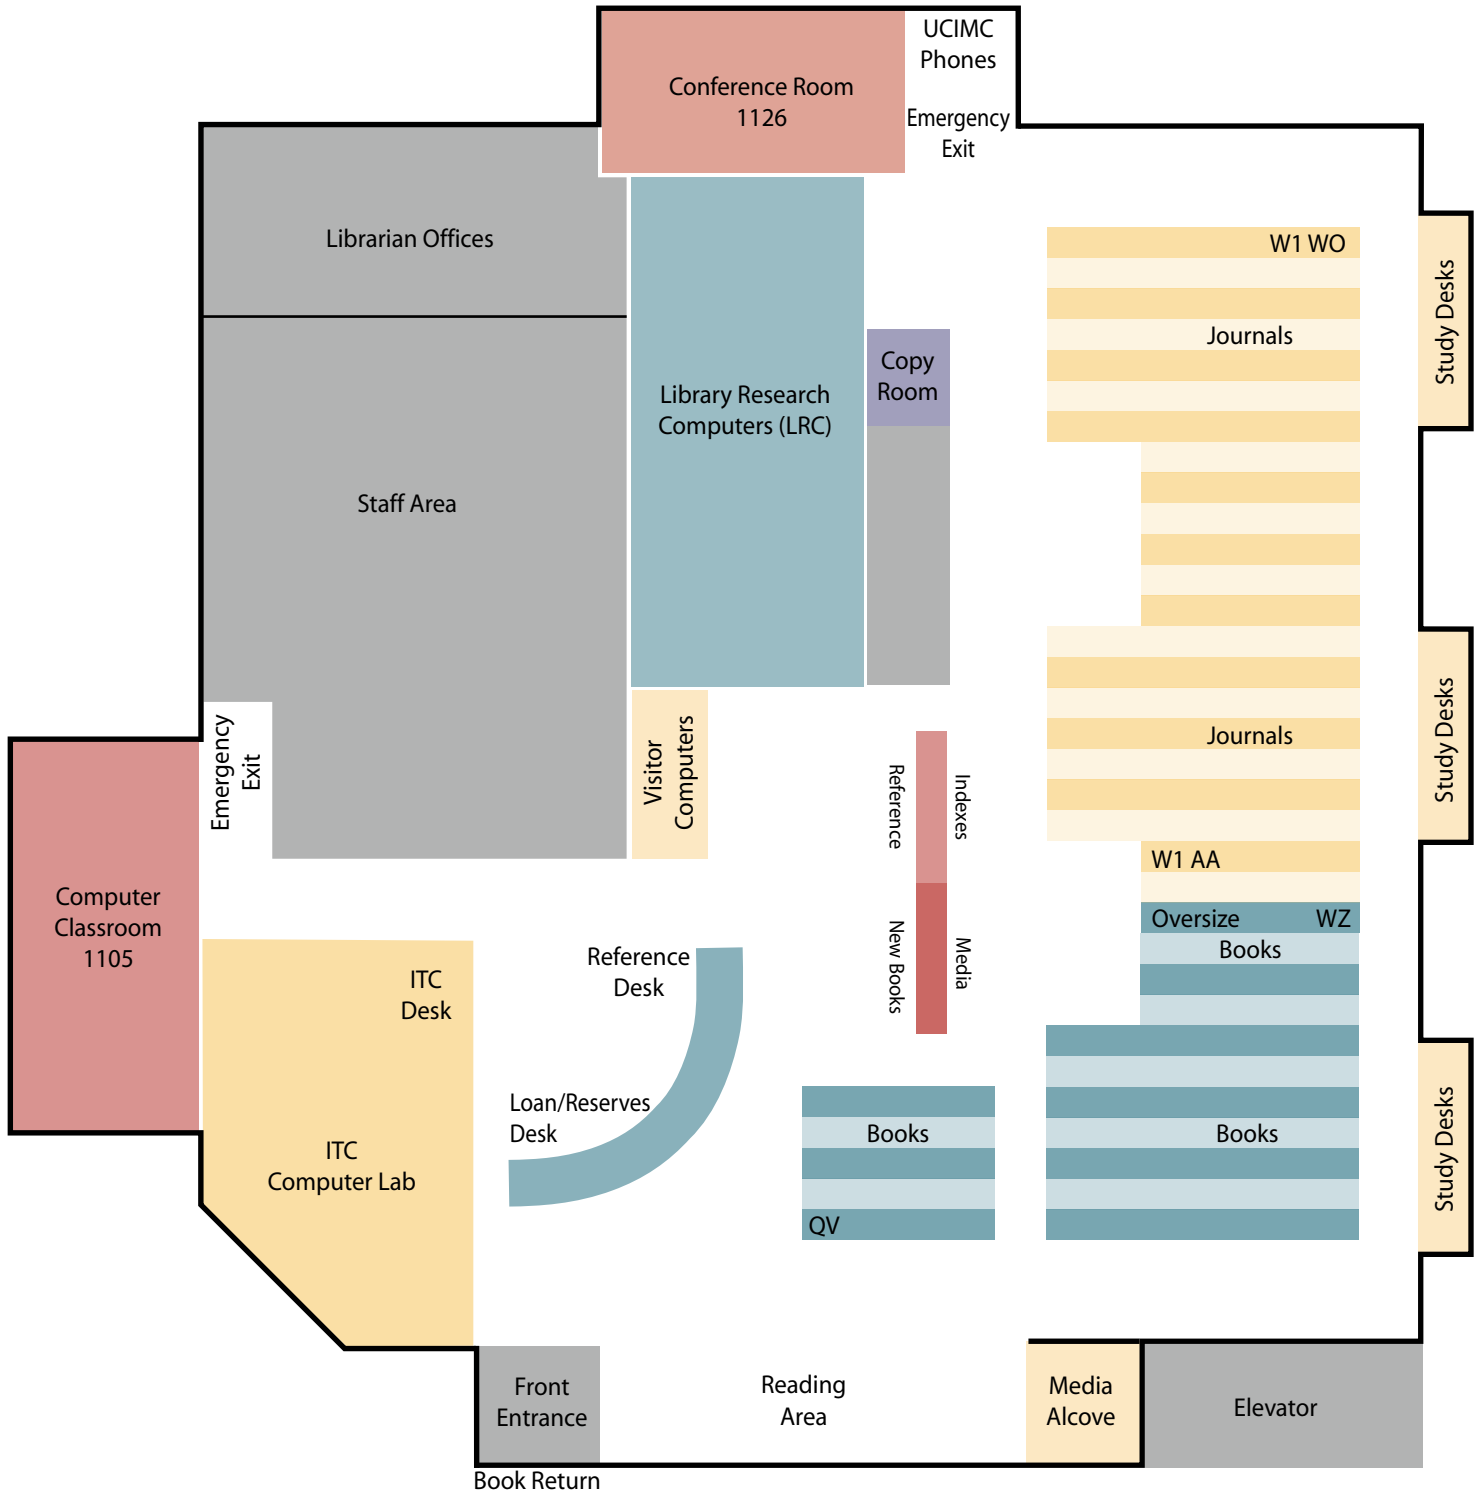 UCIMC
Phones
Conference Room
1126
Emergency
Exit
Librarian Offices
W1 WO
Journals
Study Desks
Copy
Room
Library Research
Computers (LRC)
Staff Area
Emergency
Exit
Visitor
Computers
Reference
Indexes
Journals
Study Desks
W1 AA
Computer
Classroom
1105
Oversize WZ
Books
New Books
Media
Reference
Desk
ITC
Desk
Loan/Reserves
Desk
Books
Books
Study Desks
ITC
Computer Lab
QV
Front
Entrance
Reading
Area
Media
Alcove
Elevator
Book Return